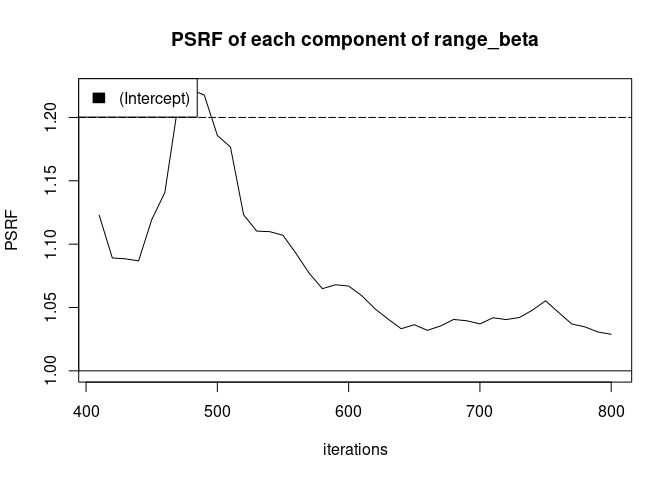 PSRF of each component of range_beta
(Intercept)
PSRF
1.20
1.15
1.10
1.05
1.00
400 500 600 700 800
iterations